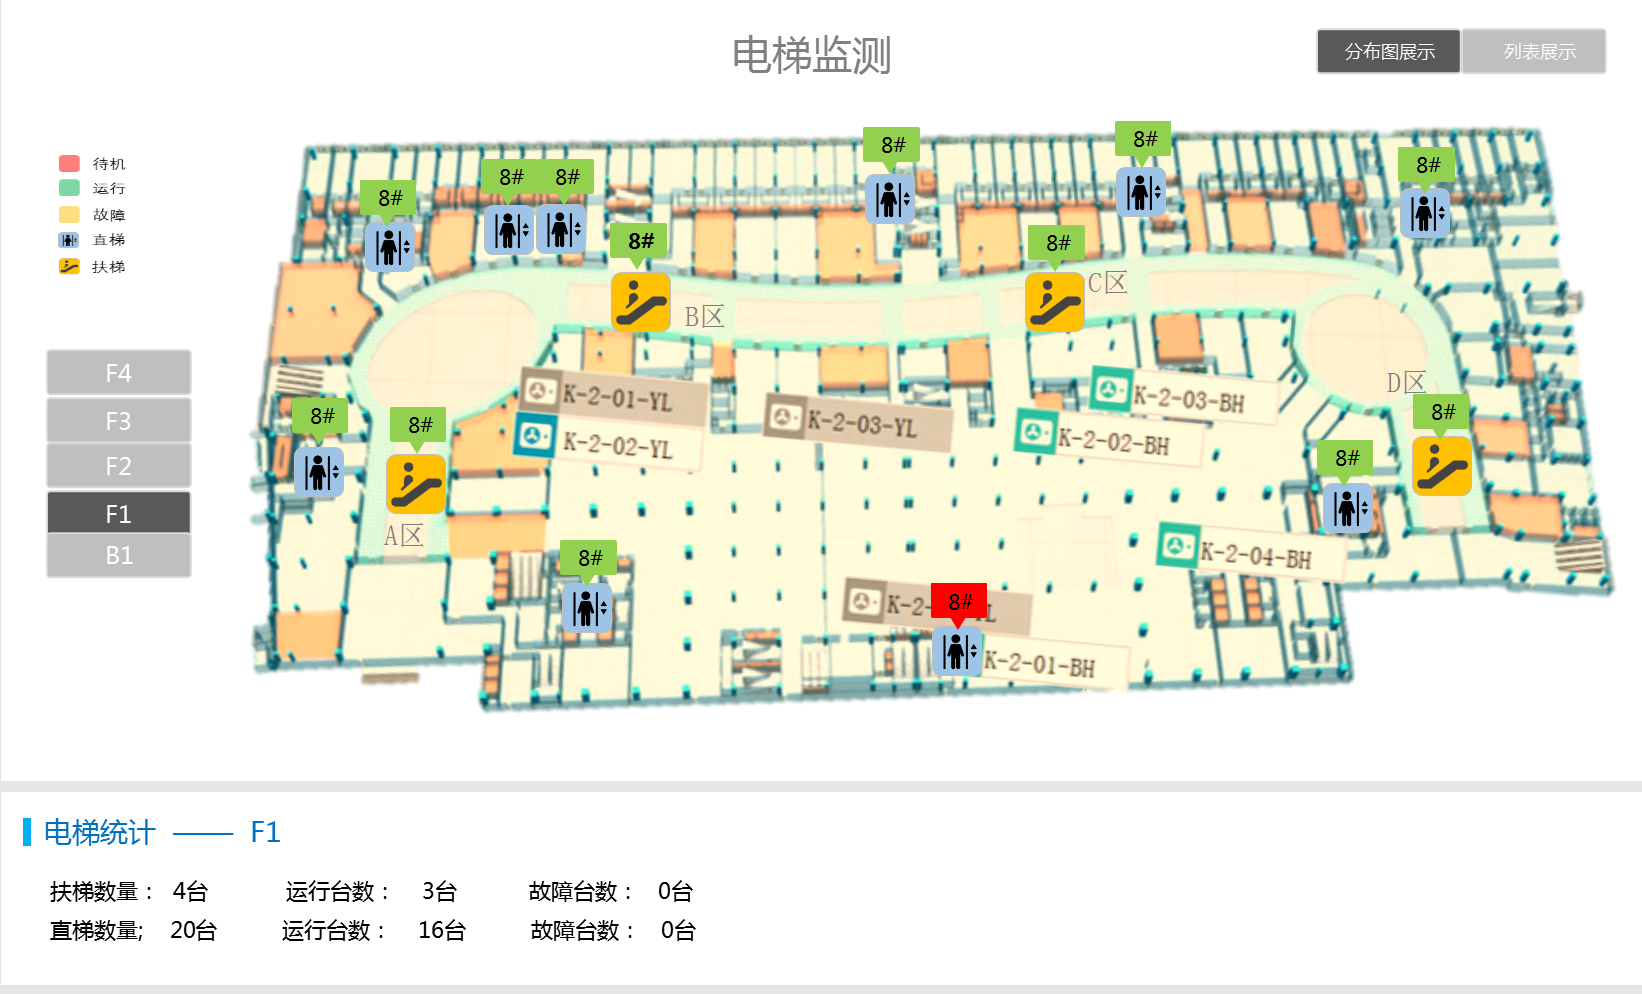 电梯监测
分布图展示
列表展示
待机
运行
故障
直梯
扶梯
8#
8#
8#
8#
8#
8#
8#
8#
B区
C区
F4
F3
F2
F1
B1
K-2-01-YL
K-2-02-YL
K-2-03-YL
K-2-03-BH
K-2-02-BH
D区
8#
8#
8#
8#
A区
8#
K-2-04-BH
8#
K-2-
L
K-2-01-BH
电梯统计 —— F1
扶梯数量： 4台 运行台数： 3台 故障台数： 0台
直梯数量; 20台 运行台数： 16台 故障台数： 0台